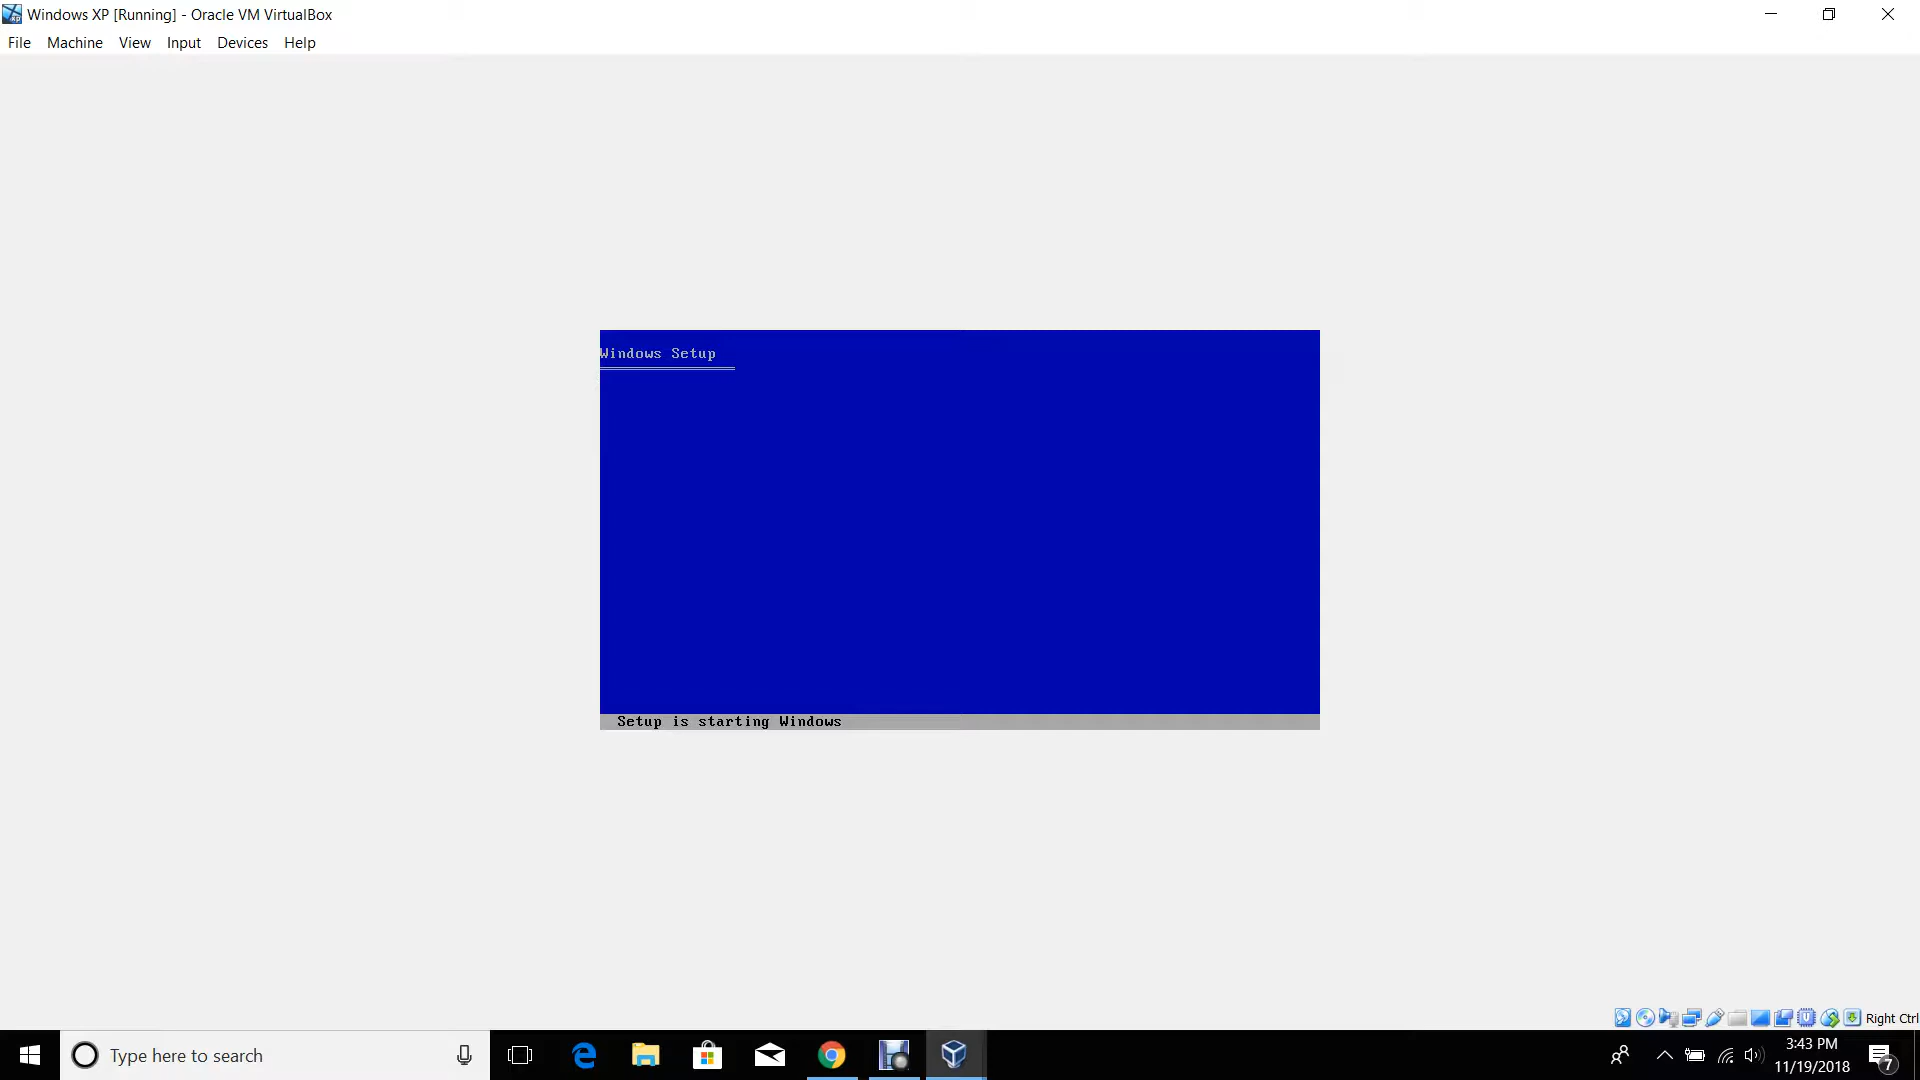 Windows XP [Running] - Oracle VM VirtualBox
File Machine View Input Devices Help
Windows Setup
Setup is starting Windows
Right Ctrl
Type here to search
3:43 PM
11/19/2018
7